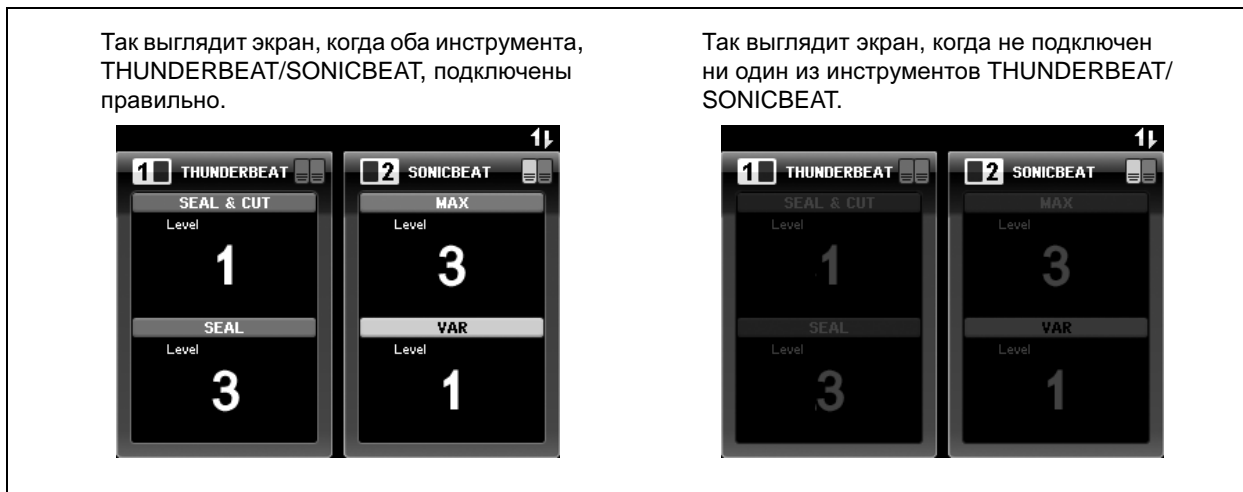 Так выглядит экран, когда оба инструмента,
THUNDERBEAT/SONICBEAT, подключены
правильно.
1 THUNDERBEAT
SEAL & CUT
Level
1
SEAL
Level
3
2 SONICBEAT
MAX
Level
3
VAR
Level
1
Так выглядит экран, когда не подключен
ни один из инструментов THUNDERBEAT/
SONICBEAT.
1 THUNDERBEAT
SEAL & CUT
Level
1
SEAL
Level
3
2 SONICBEAT
MAX
Level
3
VAR
Level
1